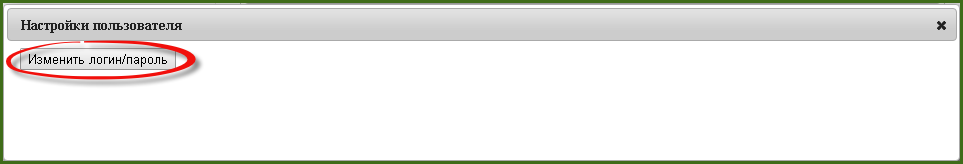 Настройки пользователя
Изменить логин/пароль